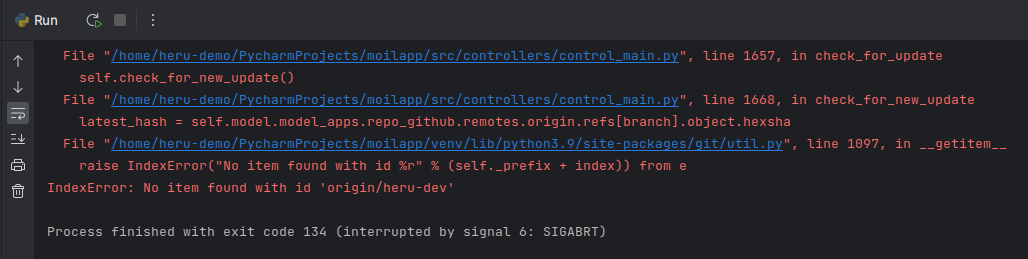 Run
File "/home/heru-demo/PycharmProjects/moilapp/src/controllers/control_main.py", line 1657, in check_for_update
self.check_for_new_update()
File "/home/heru-demo/PycharmProjects/moilapp/src/controllers/control_main.py", line 1668, in check_for_new_update
latest_hash = self.model.model_apps.repo_github.remotes.origin.refs[branch].object.hexsha
File "/home/heru-demo/PycharmProjects/moilapp/venv/lib/python3.9/site-packages/git/util.py", line 1097, in __getitem__
raise IndexError("No item found with id %r" % (self._prefix + index)) from e
IndexError: No item found with id 'origin/heru-dev'
Process finished with exit code 134 (interrupted by signal 6: SIGABRT)